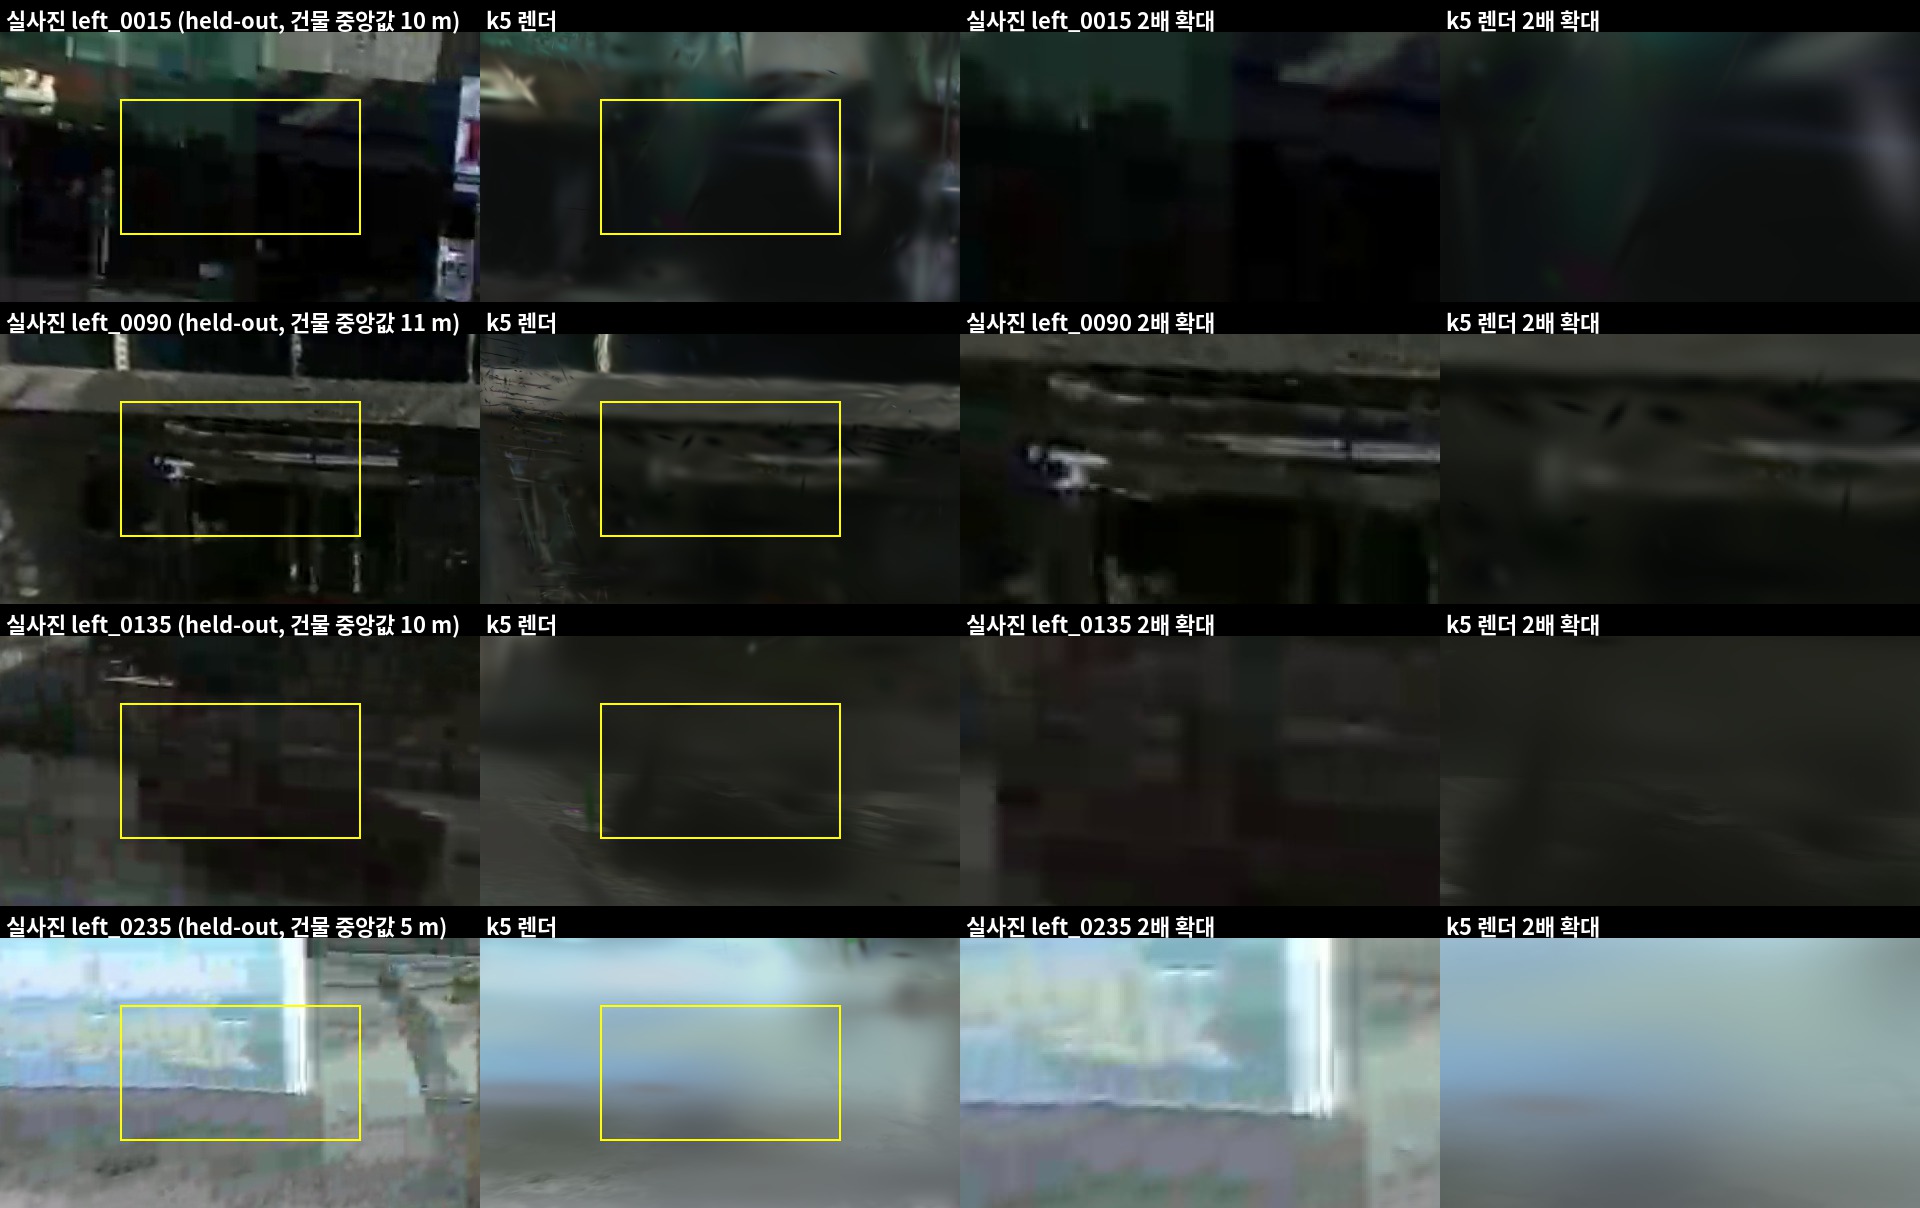 실사진 left_0015 (held-out, 건물 중앙값 10 m)
k5 렌더
실사진 left_0015 2배 확대
k5 렌더 2배 확대
실사진 left_0090 (held-out, 건물 중앙값 11 m)
k5 렌더
실사진 left_0090 2배 확대
k5 렌더 2배 확대
실사진 left_0135 (held-out, 건물 중앙값 10 m)
k5 렌더
실사진 left_0135 2배 확대
k5 렌더 2배 확대
실사진 left_0235 (held-out, 건물 중앙값 5 m)
k5 렌더
실사진 left_0235 2배 확대
k5 렌더 2배 확대